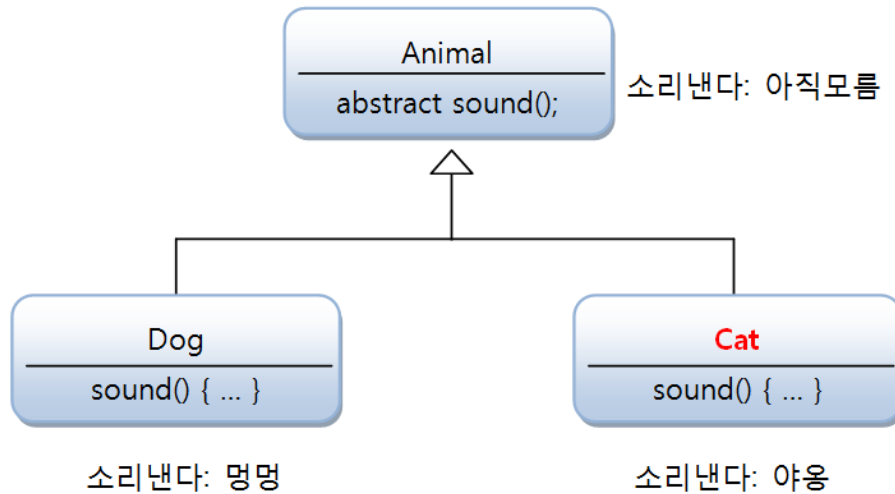 Animal
abstract sound();
소리낸다: 아직모름
Dog
sound() { ... }
소리낸다: 멍멍
Cat
sound() { ... }
소리낸다: 야옹